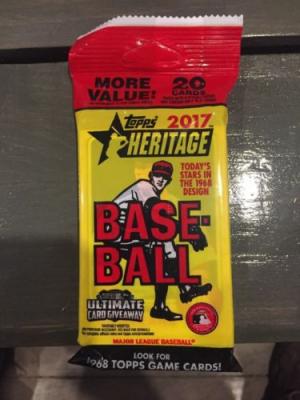 MORE
VALUE!
20
CARDS
Topps 2017
HERITAGE
TODAY'S
STARS IN
THE 1968
DESIGN
BASE-
BALL
ULTIMATE
CARD GIVEAWAY
MAJOR LEAGUE BASEBALL
LOOK FOR
1968 TOPPS GAME CARDS!